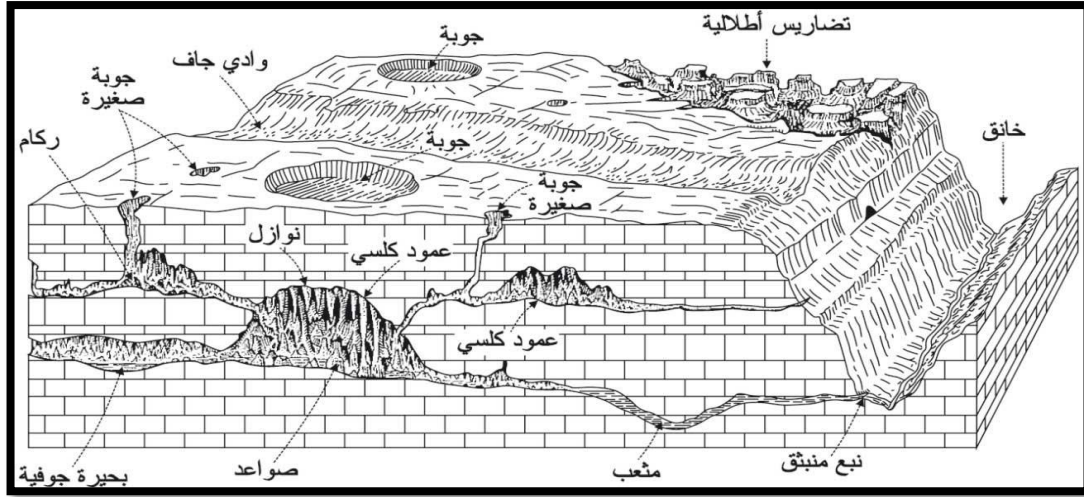 تضاريس أطلالية
جوبة
وادي جاف
جوبة
صغيرة
خانق
ركام
جوبة
جوبة
صغيرة
نوازل
عمود كلسي
عمود كلسي
نبع منبثق
مثعب
صواعد
بحيرة جوفية